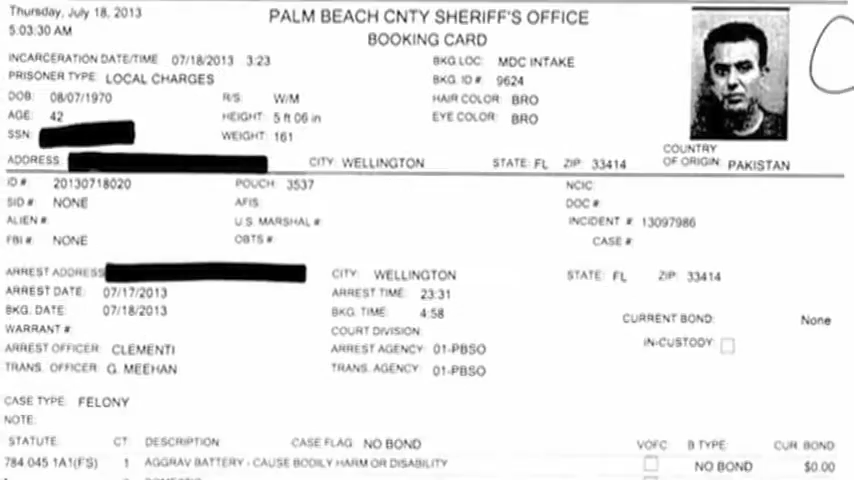 Thursday, July 18, 2013 PALM BEACH CNTY SHERIFF'S OFFICE
5:03:30 AM BOOKING CARD
INCARCERATION DATE/TIME 07/18/2013 3:23 BKG.LOC: MDC INTAKE
PRISONER TYPE: LOCAL CHARGES BKG. ID#: 9624
DOB: 08/07/1970 R/S: W/M HAIR COLOR: BRO
AGE: 42 HEIGHT: 5 ft 06 in EYE COLOR: BRO
SSN: WEIGHT: 161
COUNTRY
ADDRESS: CITY: WELLINGTON STATE: FL ZIP: 33414 OF ORIGIN: PAKISTAN
ID#: 20130718020 POUCH: 3537 NCIC:
SID#: NONE AFIS: DOC#:
ALIEN#: U.S. MARSHAL#: INCIDENT #: 13097986
FBI#: NONE OBTS#: CASE#:
ARREST ADDRESS: CITY: WELLINGTON STATE: FL ZIP: 33414
ARREST DATE: 07/17/2013 ARREST TIME: 23:31
BKG. DATE: 07/18/2013 BKG. TIME: 4:58 CURRENT BOND: None
WARRANT #: COURT DIVISION:
ARREST OFFICER: CLEMENTI ARREST AGENCY: 01-PBSO IN-CUSTODY:
TRANS. OFFICER: G. MEEHAN TRANS. AGENCY: 01-PBSO
CASE TYPE: FELONY
NOTE:
STATUTE: CT: DESCRIPTION CASE FLAG: NO BOND VOFC: B TYPE: CUR. BOND
784 045 1A1(FS) 1 AGGRAV BATTERY - CAUSE BODILY HARM OR DISABILITY NO BOND $0.00